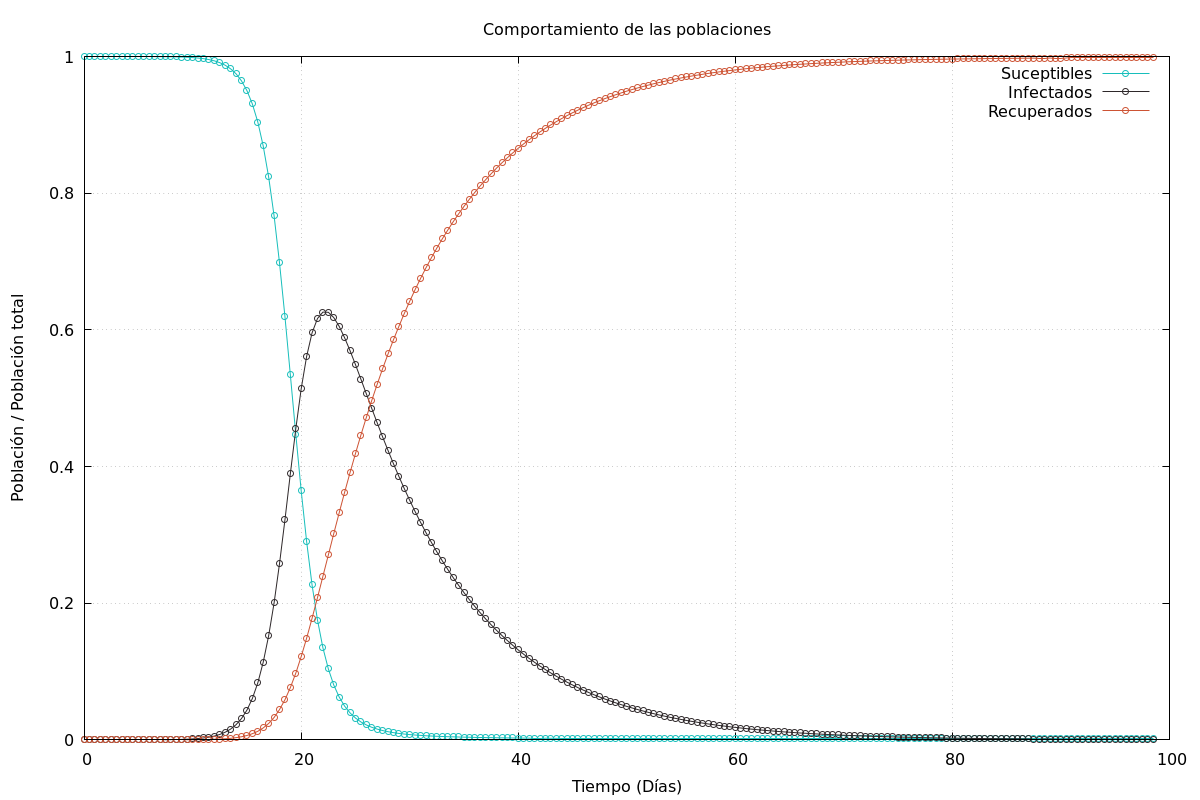 Comportamiento de las poblaciones
1
0.8
0.6
0.4
0.2
0
Población / Población total
Suceptibles
Infectados
Recuperados
0 20 40 60 80 100
Tiempo (Días)